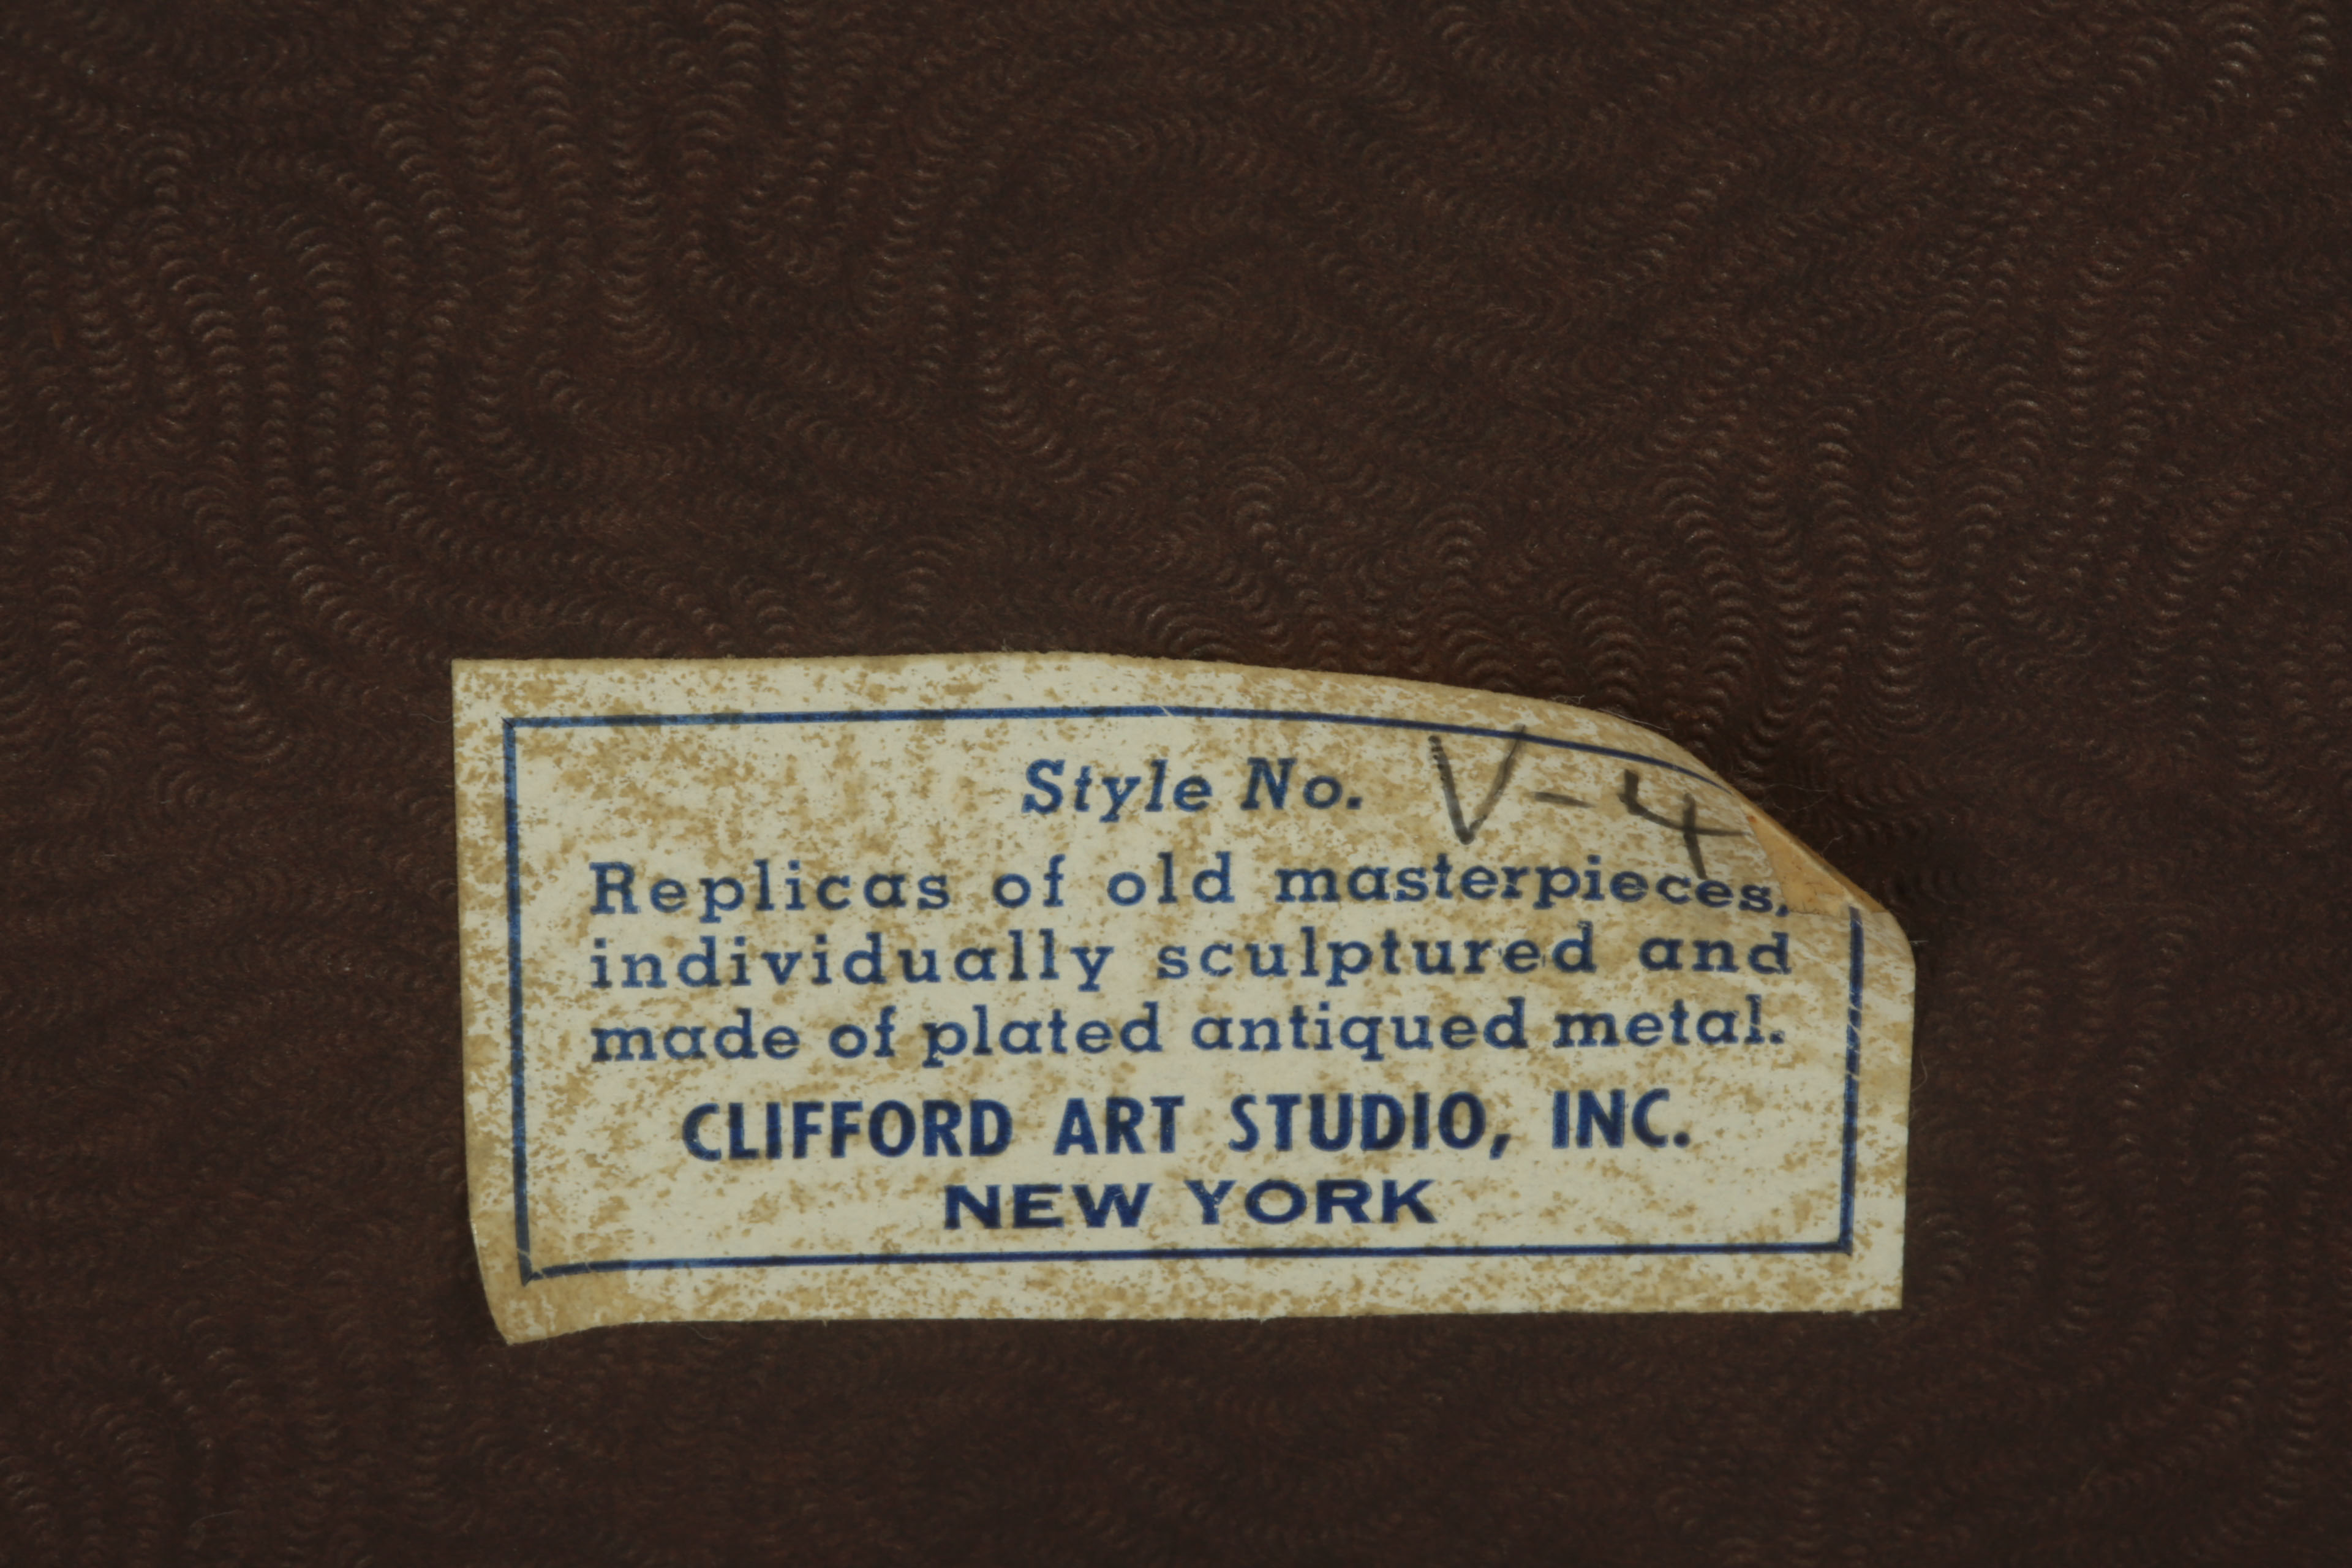 Style No. V-4
Replicas of old masterpieces,
individually sculptured and
made of plated antiqued metal.
CLIFFORD ART STUDIO, INC.
NEW YORK